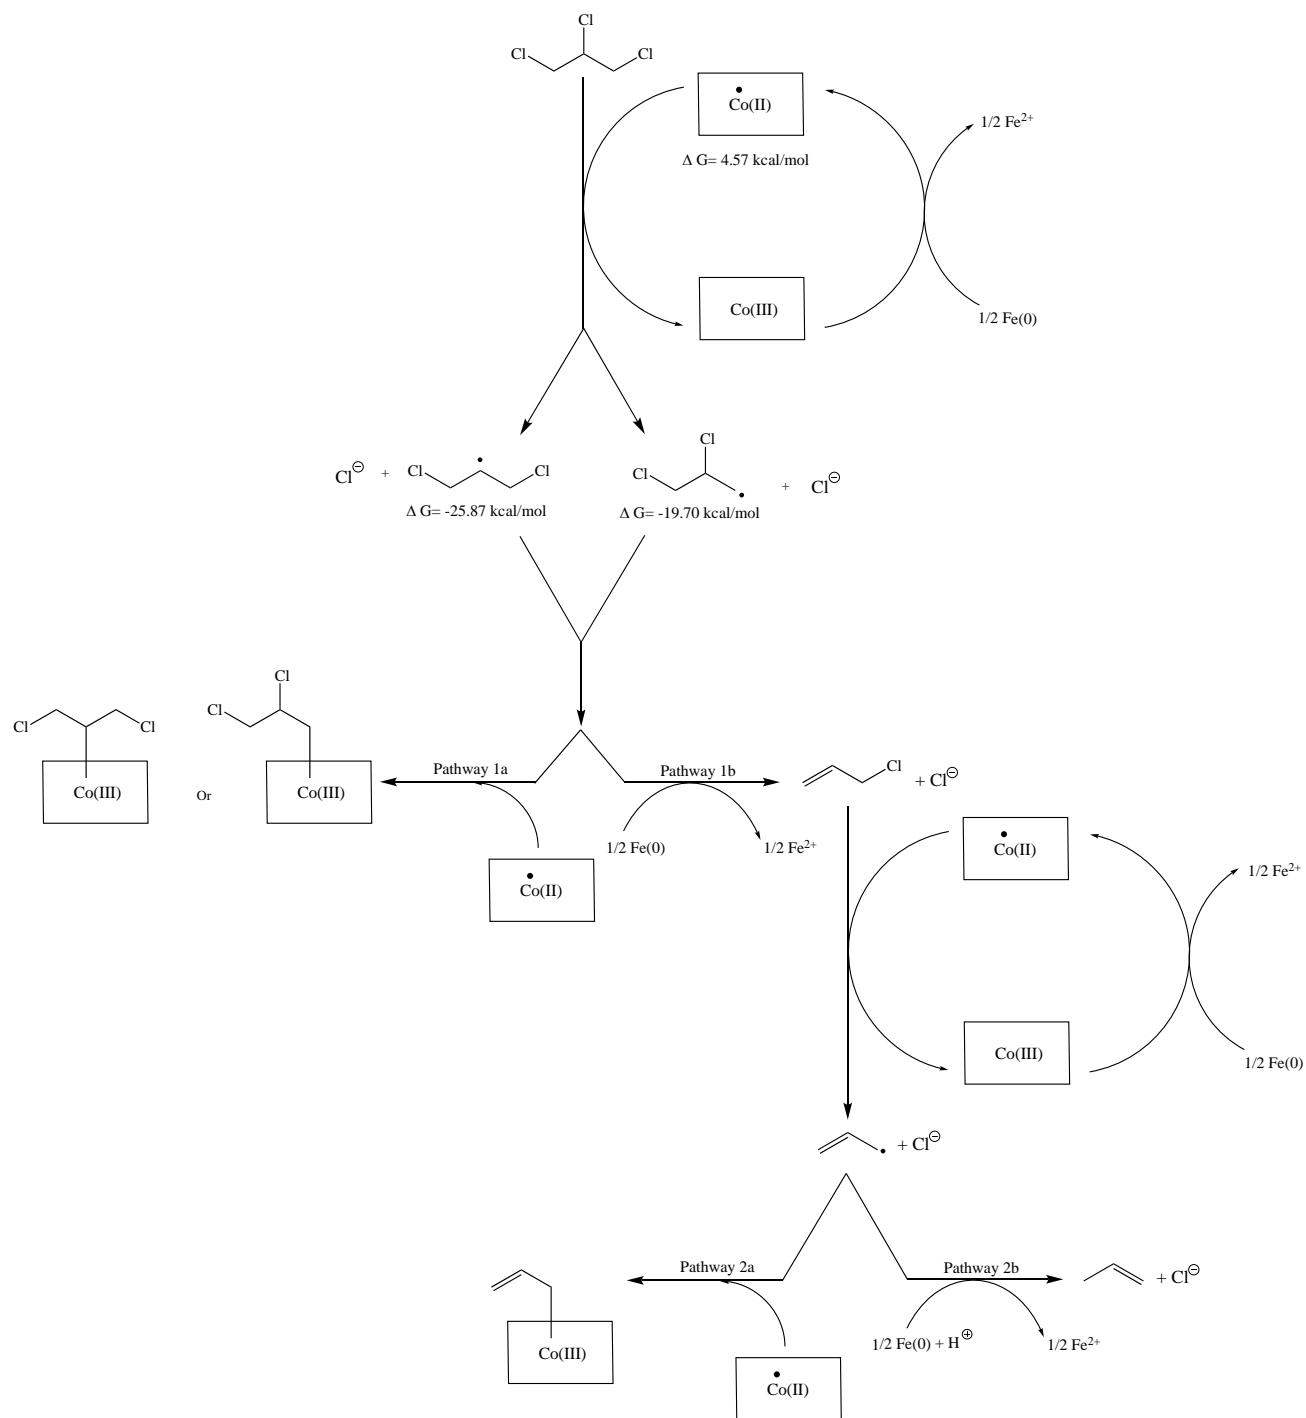 Cl
Cl
Cl
Co(II)
1/2 Fe²⁺
Δ G= 4.57 kcal/mol
Co(III)
1/2 Fe(0)
Cl
Cl⊖ + Cl
Cl
Cl
+ Cl⊖
Δ G= -25.87 kcal/mol
Δ G= -19.70 kcal/mol
Cl
Cl
Cl
Cl
Pathway 1a
Pathway 1b
Cl
+ Cl⊖
Co(III)
Or
Co(III)
1/2 Fe(0)
1/2 Fe²⁺
Co(II)
Co(II)
1/2 Fe²⁺
Co(III)
1/2 Fe(0)
+ Cl⊖
Pathway 2a
Pathway 2b
+ Cl⊖
Co(III)
1/2 Fe(0) + H⊕
1/2 Fe²⁺
Co(II)